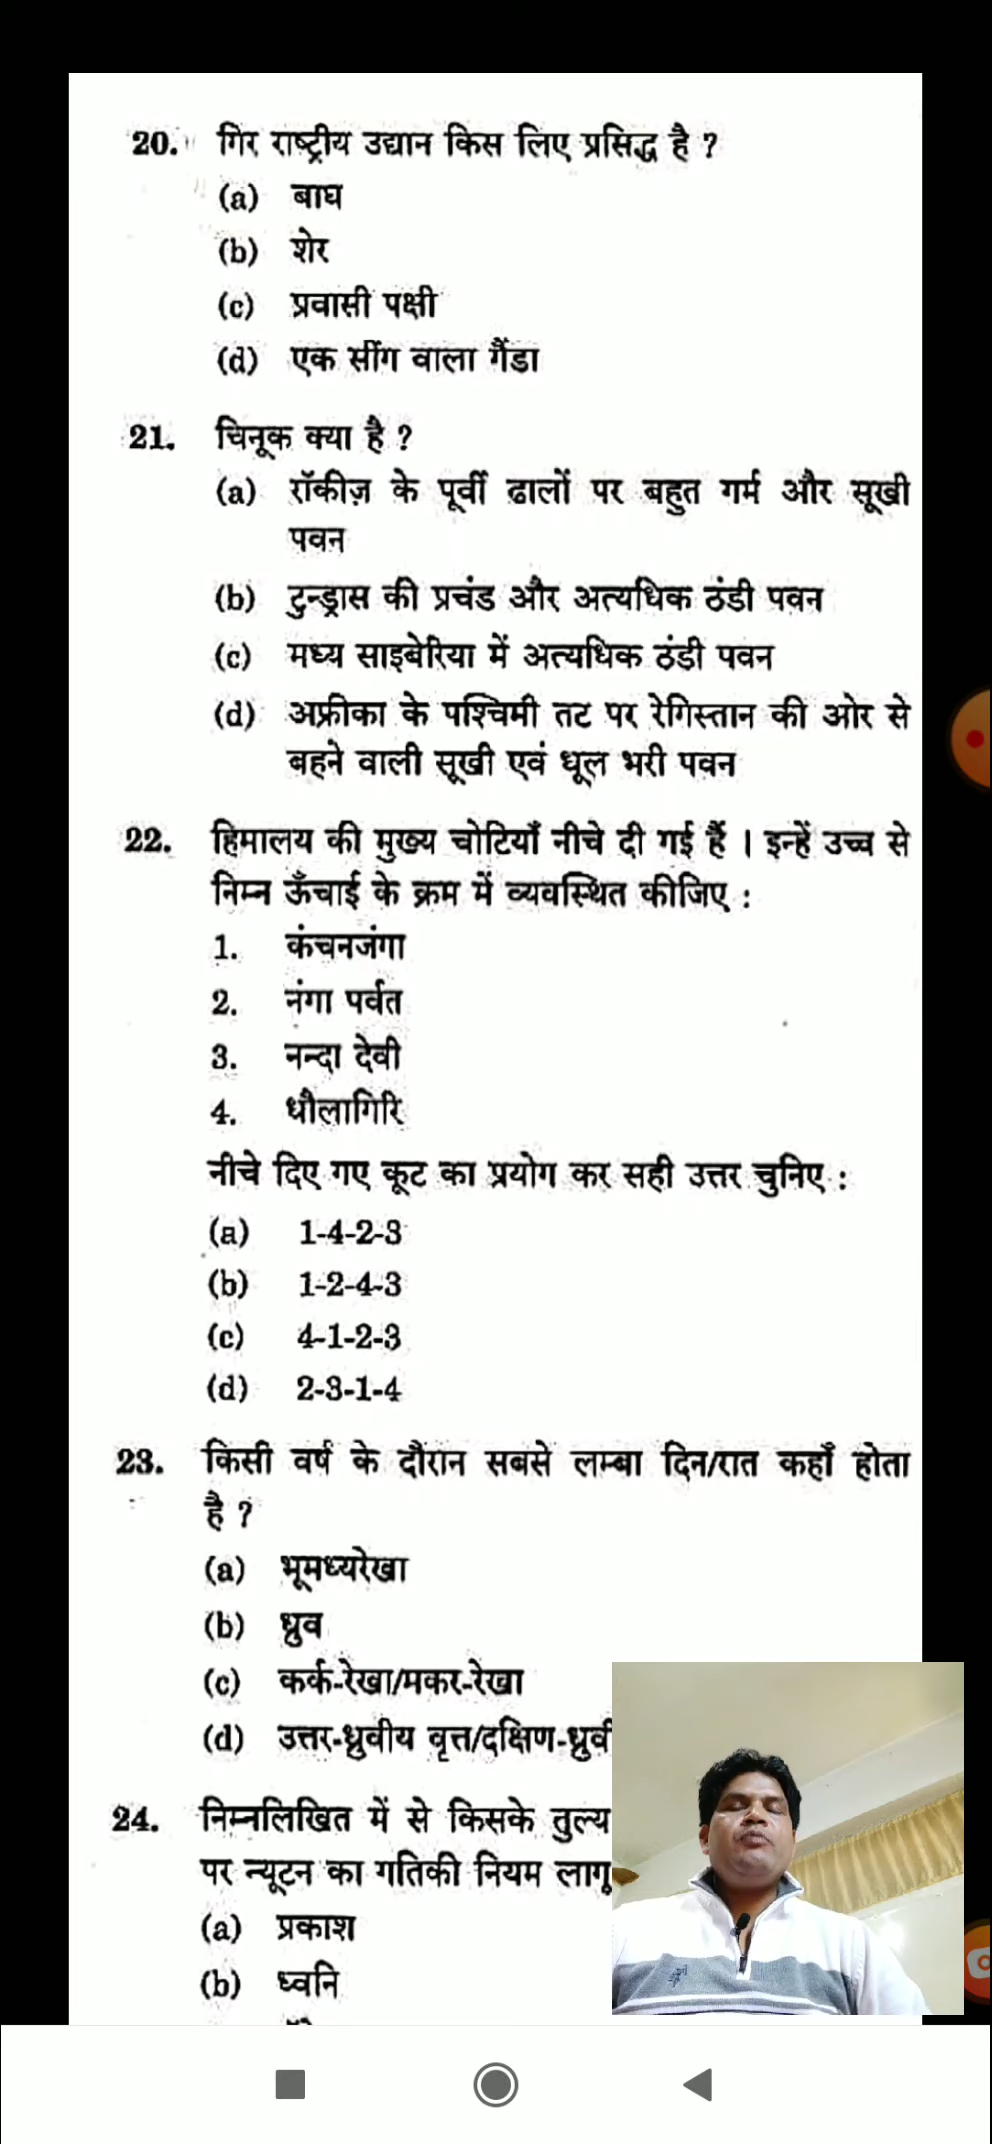 20. गिर राष्ट्रीय उद्यान किस लिए प्रसिद्ध है ?
(a) बाघ
(b) शेर
(c) प्रवासी पक्षी
(d) एक सींग वाला गैंडा
21. चिनूक क्या है ?
(a) रॉकीज़ के पूर्वी ढालों पर बहुत गर्म और सूखी
पवन
(b) टुन्ड्रास की प्रचंड और अत्यधिक ठंडी पवन
(c) मध्य साइबेरिया में अत्यधिक ठंडी पवन
(d) अफ्रीका के पश्चिमी तट पर रेगिस्तान की ओर से
बहने वाली सूखी एवं धूल भरी पवन
22. हिमालय की मुख्य चोटियाँ नीचे दी गई हैं । इन्हें उच्च से
निम्न ऊँचाई के क्रम में व्यवस्थित कीजिए :
1. कंचनजंगा
2. नंगा पर्वत
3. नन्दा देवी
4. धौलागिरि
नीचे दिए गए कूट का प्रयोग कर सही उत्तर चुनिए :
(a) 1-4-2-3
(b) 1-2-4-3
(c) 4-1-2-3
(d) 2-3-1-4
23. किसी वर्ष के दौरान सबसे लम्बा दिन/रात कहाँ होता
है ?
(a) भूमध्यरेखा
(b) ध्रुव
(c) कर्क-रेखा/मकर-रेखा
(d) उत्तर-ध्रुवीय वृत्त/दक्षिण-ध्रुवी
24. निम्नलिखित में से किसके तुल्य
पर न्यूटन का गतिकी नियम लागू
(a) प्रकाश
(b) ध्वनि